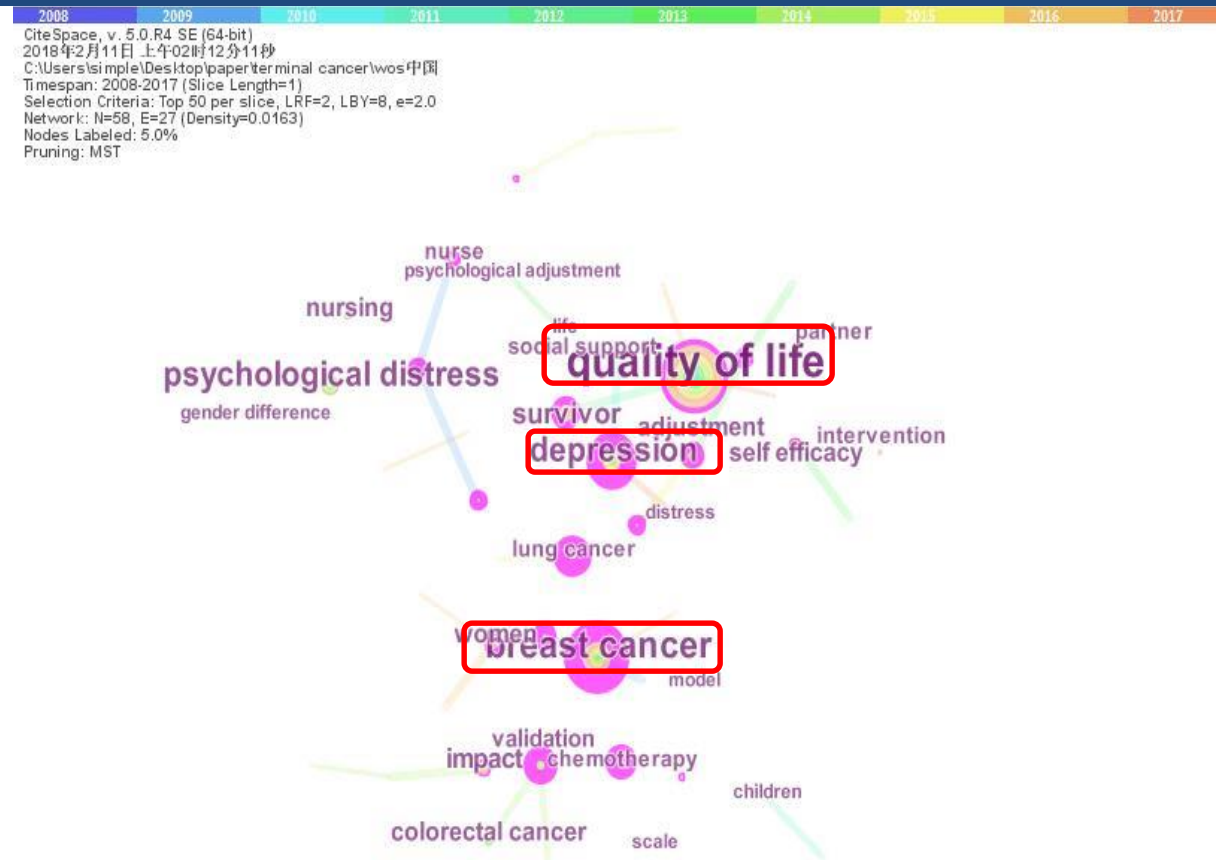 2008 2009 2010 2011 2012 2013 2014 2015 2016 2017
CiteSpace, v. 5.0.R4 SE (64-bit)
2018年2月11日 上午02时12分11秒
C:\Users\simple\Desktop\paper\terminal cancer\wos中国
Timespan: 2008-2017 (Slice Length=1)
Selection Criteria: Top 50 per slice, LRF=2, LBY=8, e=2.0
Network: N=58, E=27 (Density=0.0163)
Nodes Labeled: 5.0%
Pruning: MST
nurse
psychological adjustment
nursing
life
partner
social support
quality of life
psychological distress
gender difference
survivor
adjustment
intervention
depression
self efficacy
distress
lung cancer
women
breast cancer
model
validation
impact
chemotherapy
children
colorectal cancer
scale